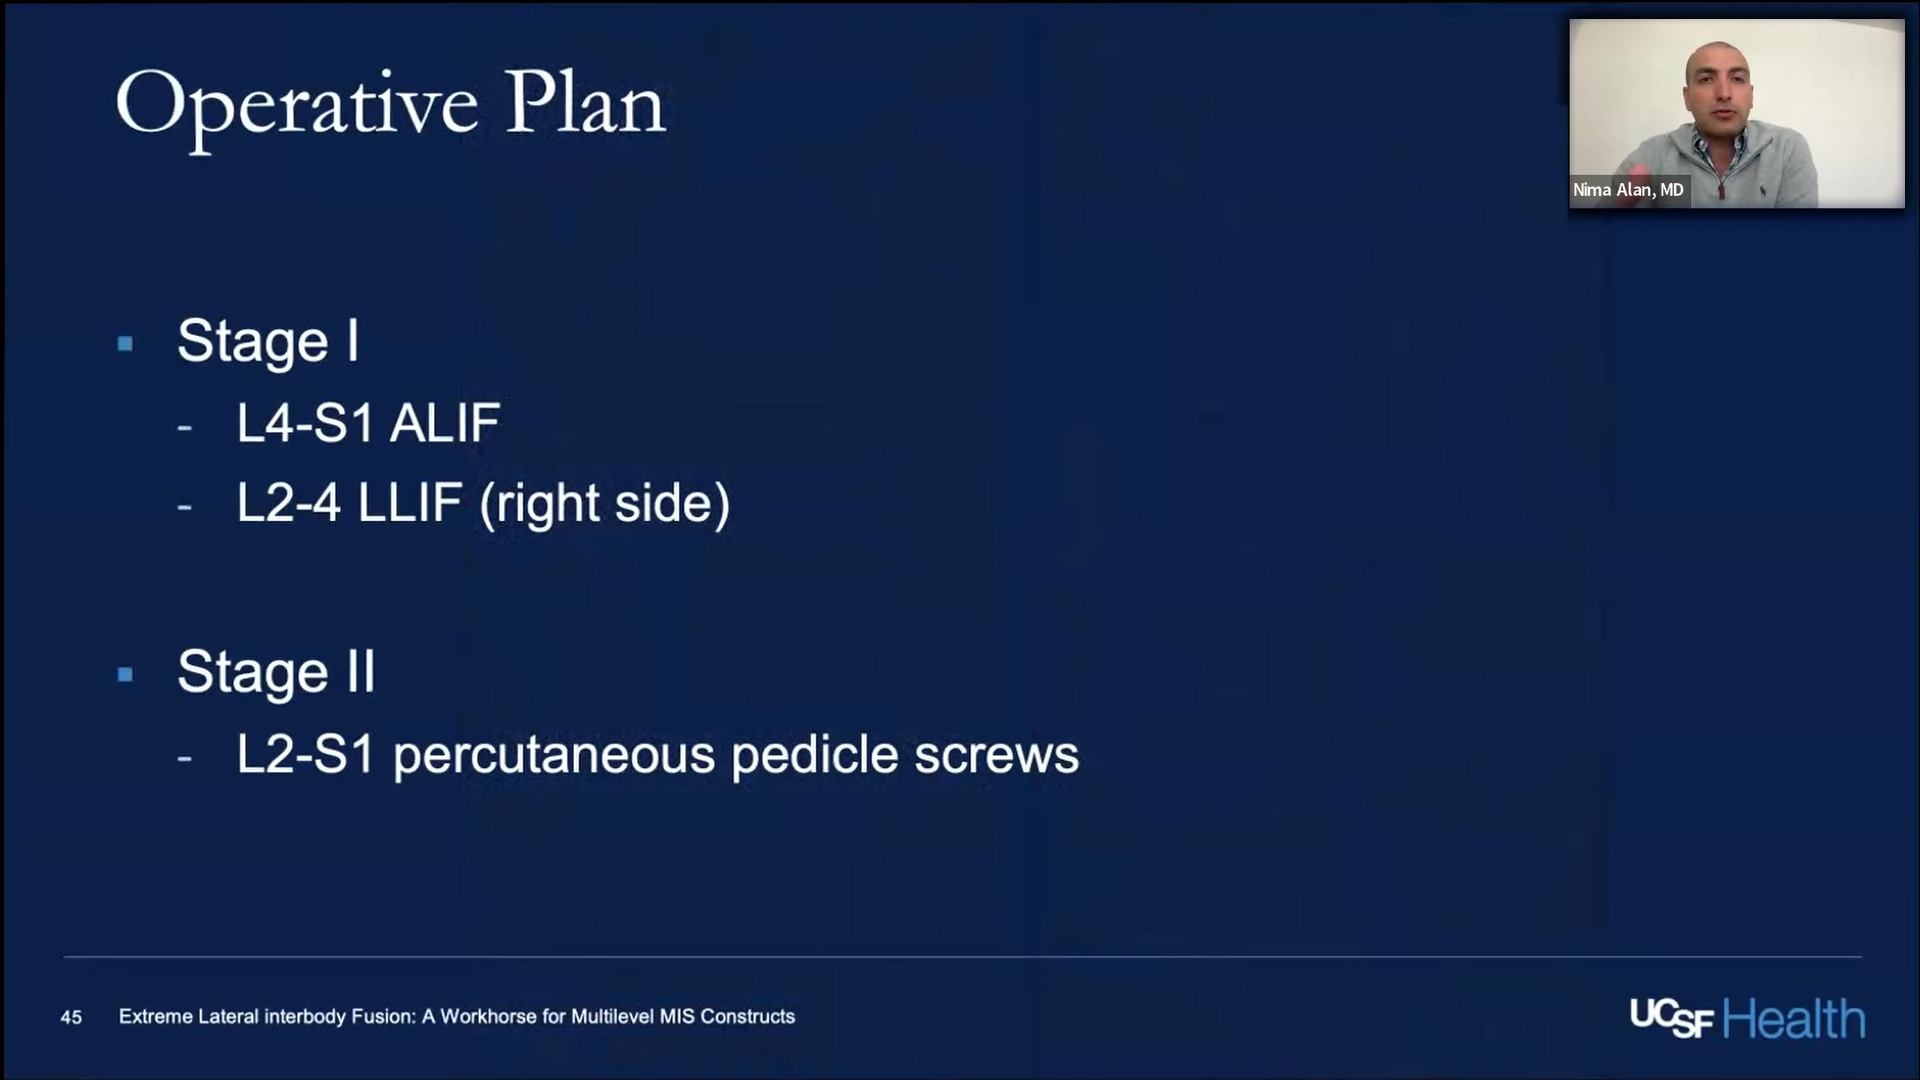 Operative Plan
Nima Alan, MD
▪ Stage I
- L4-S1 ALIF
- L2-4 LLIF (right side)
▪ Stage II
- L2-S1 percutaneous pedicle screws
45 Extreme Lateral interbody Fusion: A Workhorse for Multilevel MIS Constructs
UCSF Health